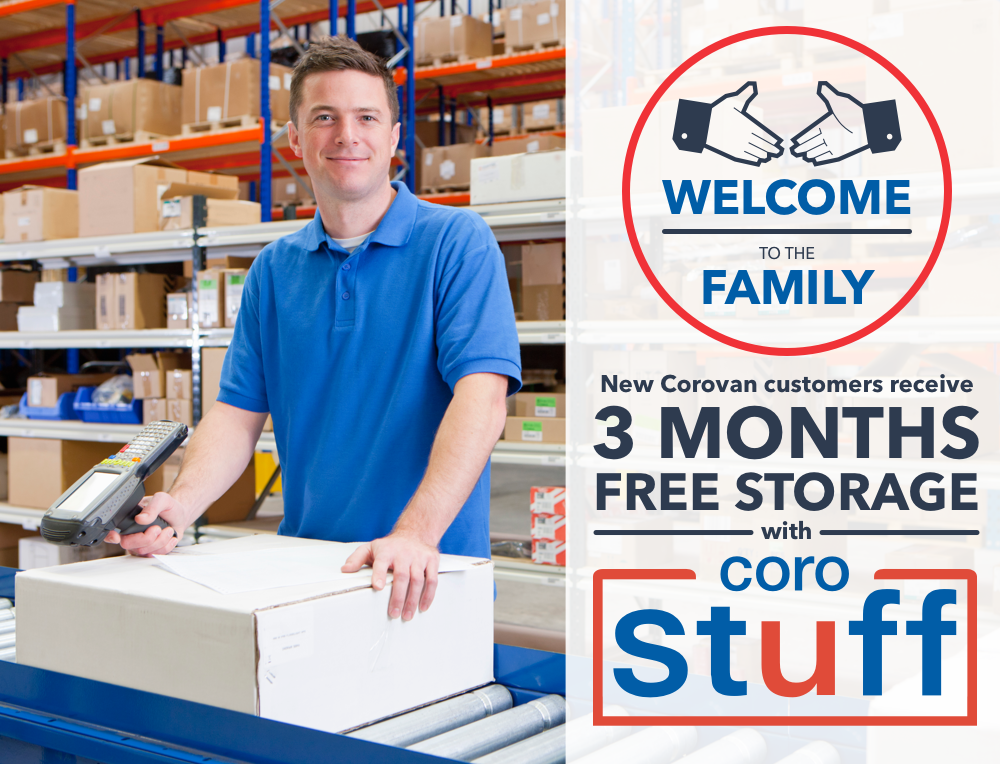 WELCOME
TO THE
FAMILY
New Corovan customers receive
3 MONTHS
FREE STORAGE
with
coro
stuff